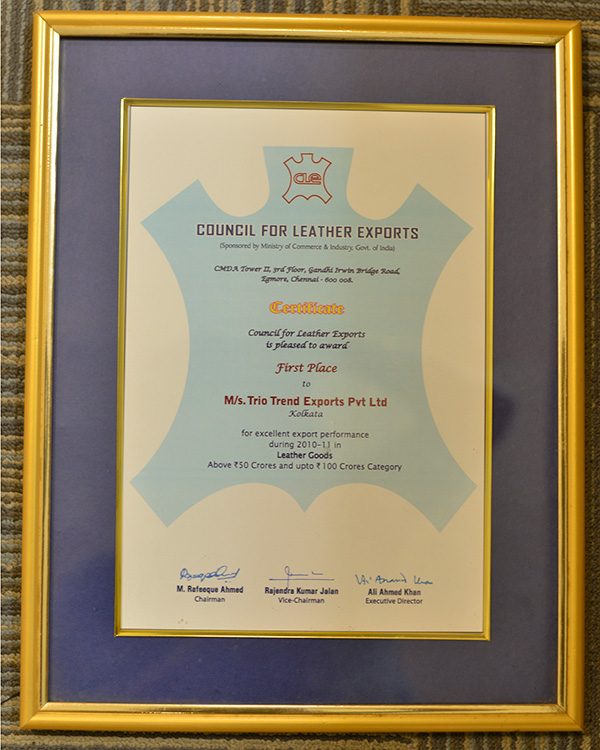 cle
COUNCIL FOR LEATHER EXPORTS
(Sponsored by Ministry of Commerce & Industry, Govt. of India)
CMDA Tower II, 3rd Floor, Gandhi Irwin Bridge Road,
Egmore, Chennai - 600 008.
Certificate
Council for Leather Exports
is pleased to award
First Place
to
M/s. Trio Trend Exports Pvt Ltd
Kolkata
for excellent export performance
during 2010-11 in
Leather Goods
Above ₹50 Crores and upto ₹100 Crores Category
M. Rafeeque Ahmed
Chairman
Rajendra Kumar Jalan
Vice-Chairman
Ali Ahmed Khan
Executive Director